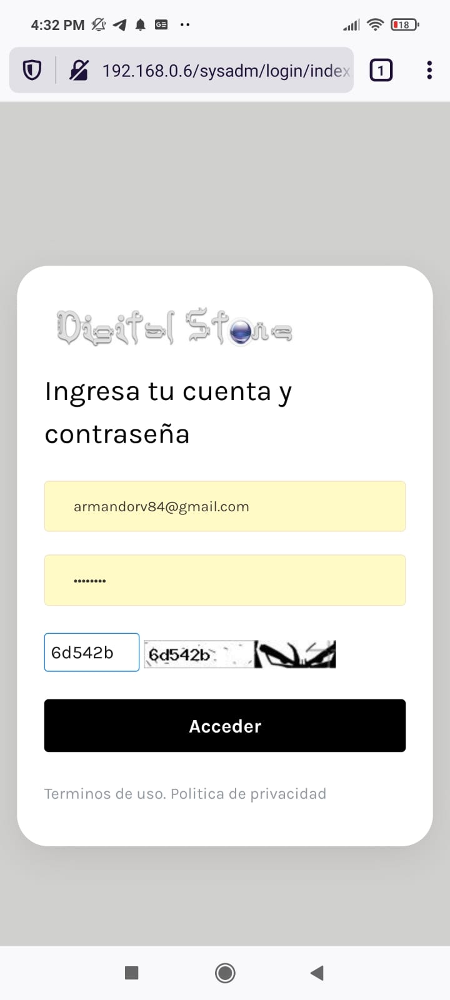 4:32 PM
18
192.168.0.6/sysadm/login/index
1
Digital Stone
Ingresa tu cuenta y
contraseña
armandorv84@gmail.com
••••••••
6d542b 6d542b
Acceder
Terminos de uso. Politica de privacidad